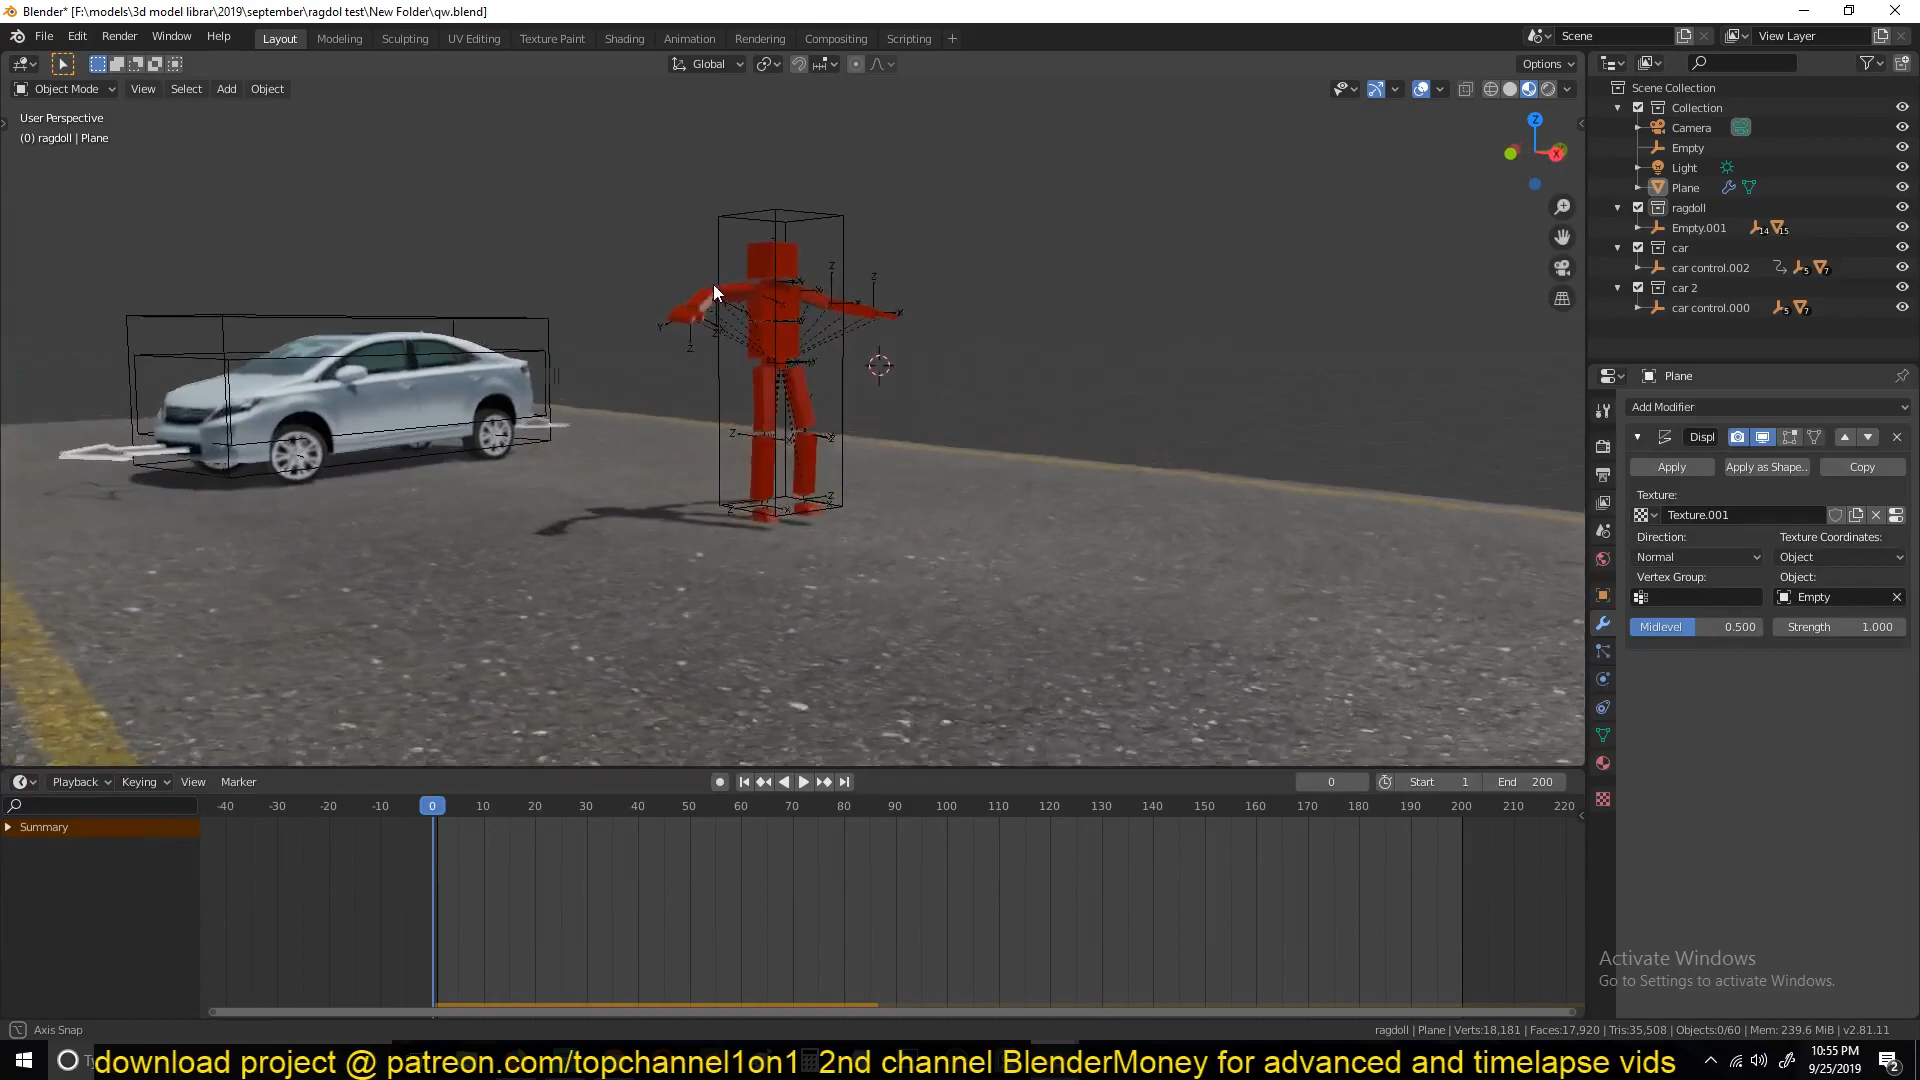 Blender* [F:\models\3d model librar\2019\september\ragdol test\New Folder\qw.blend]
File Edit Render Window Help Layout Modeling Sculpting UV Editing Texture Paint Shading Animation Rendering Compositing Scripting + Scene View Layer
Global Options
Object Mode View Select Add Object
User Perspective
(0) ragdoll | Plane
Z
X
Scene Collection
Collection
Camera
Empty
Light
Plane
ragdoll
Empty.001 14 15
car
car control.002 5 7
car 2
car control.000 5 7
Plane
Add Modifier
Displ
Apply Apply as Shape.. Copy
Texture:
Texture.001
Direction: Texture Coordinates:
Normal Object
Vertex Group: Object:
Empty
Midlevel 0.500 Strength 1.000
Playback Keying View Marker 0 Start 1 End 200
-40 -30 -20 -10 0 10 20 30 40 50 60 70 80 90 100 110 120 130 140 150 160 170 180 190 200 210 220
Summary
Activate Windows
Go to Settings to activate Windows.
Axis Snap
ragdoll | Plane | Verts:18,181 | Faces:17,920 | Tris:35,508 | Objects:0/60 | Mem: 239.6 MiB | v2.81.11
download project @ patreon.com/topchannel1on1 2nd channel BlenderMoney for advanced and timelapse vids
10:55 PM
9/25/2019
2